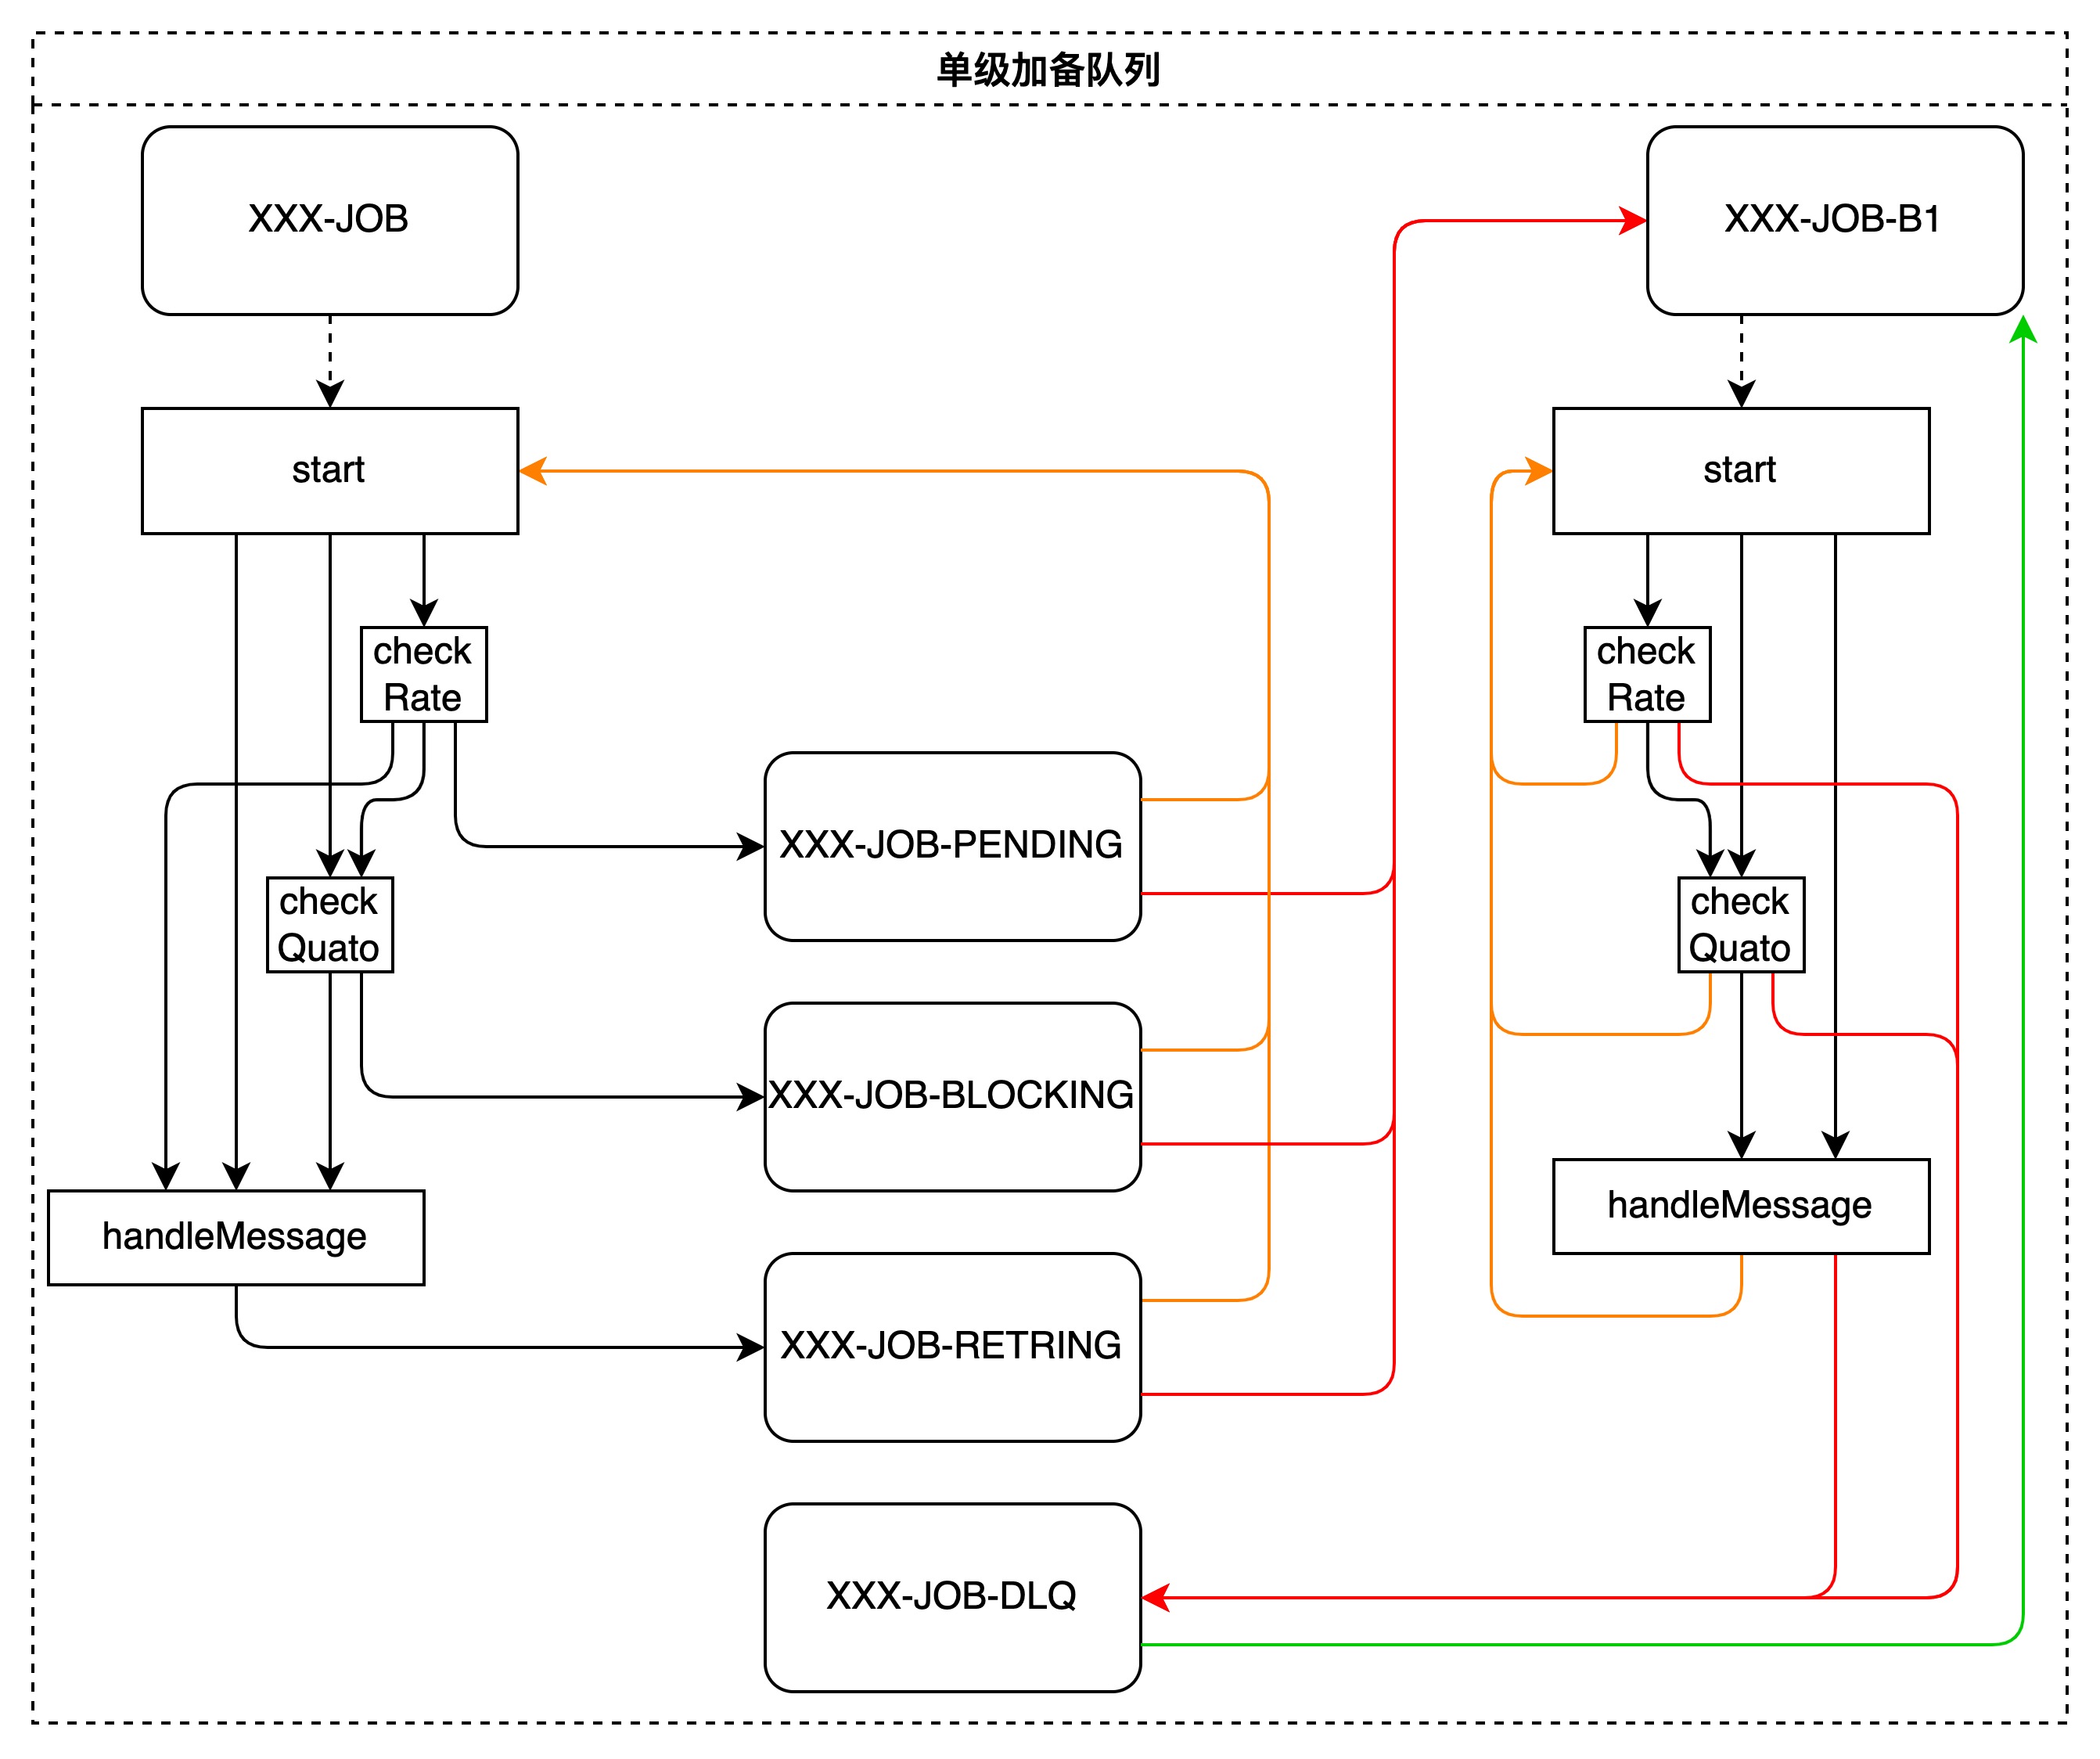 单级加备队列
XXX-JOB
XXX-JOB-B1
start
start
check
Rate
check
Rate
XXX-JOB-PENDING
check
Quato
check
Quato
XXX-JOB-BLOCKING
handleMessage
handleMessage
XXX-JOB-RETRING
XXX-JOB-DLQ